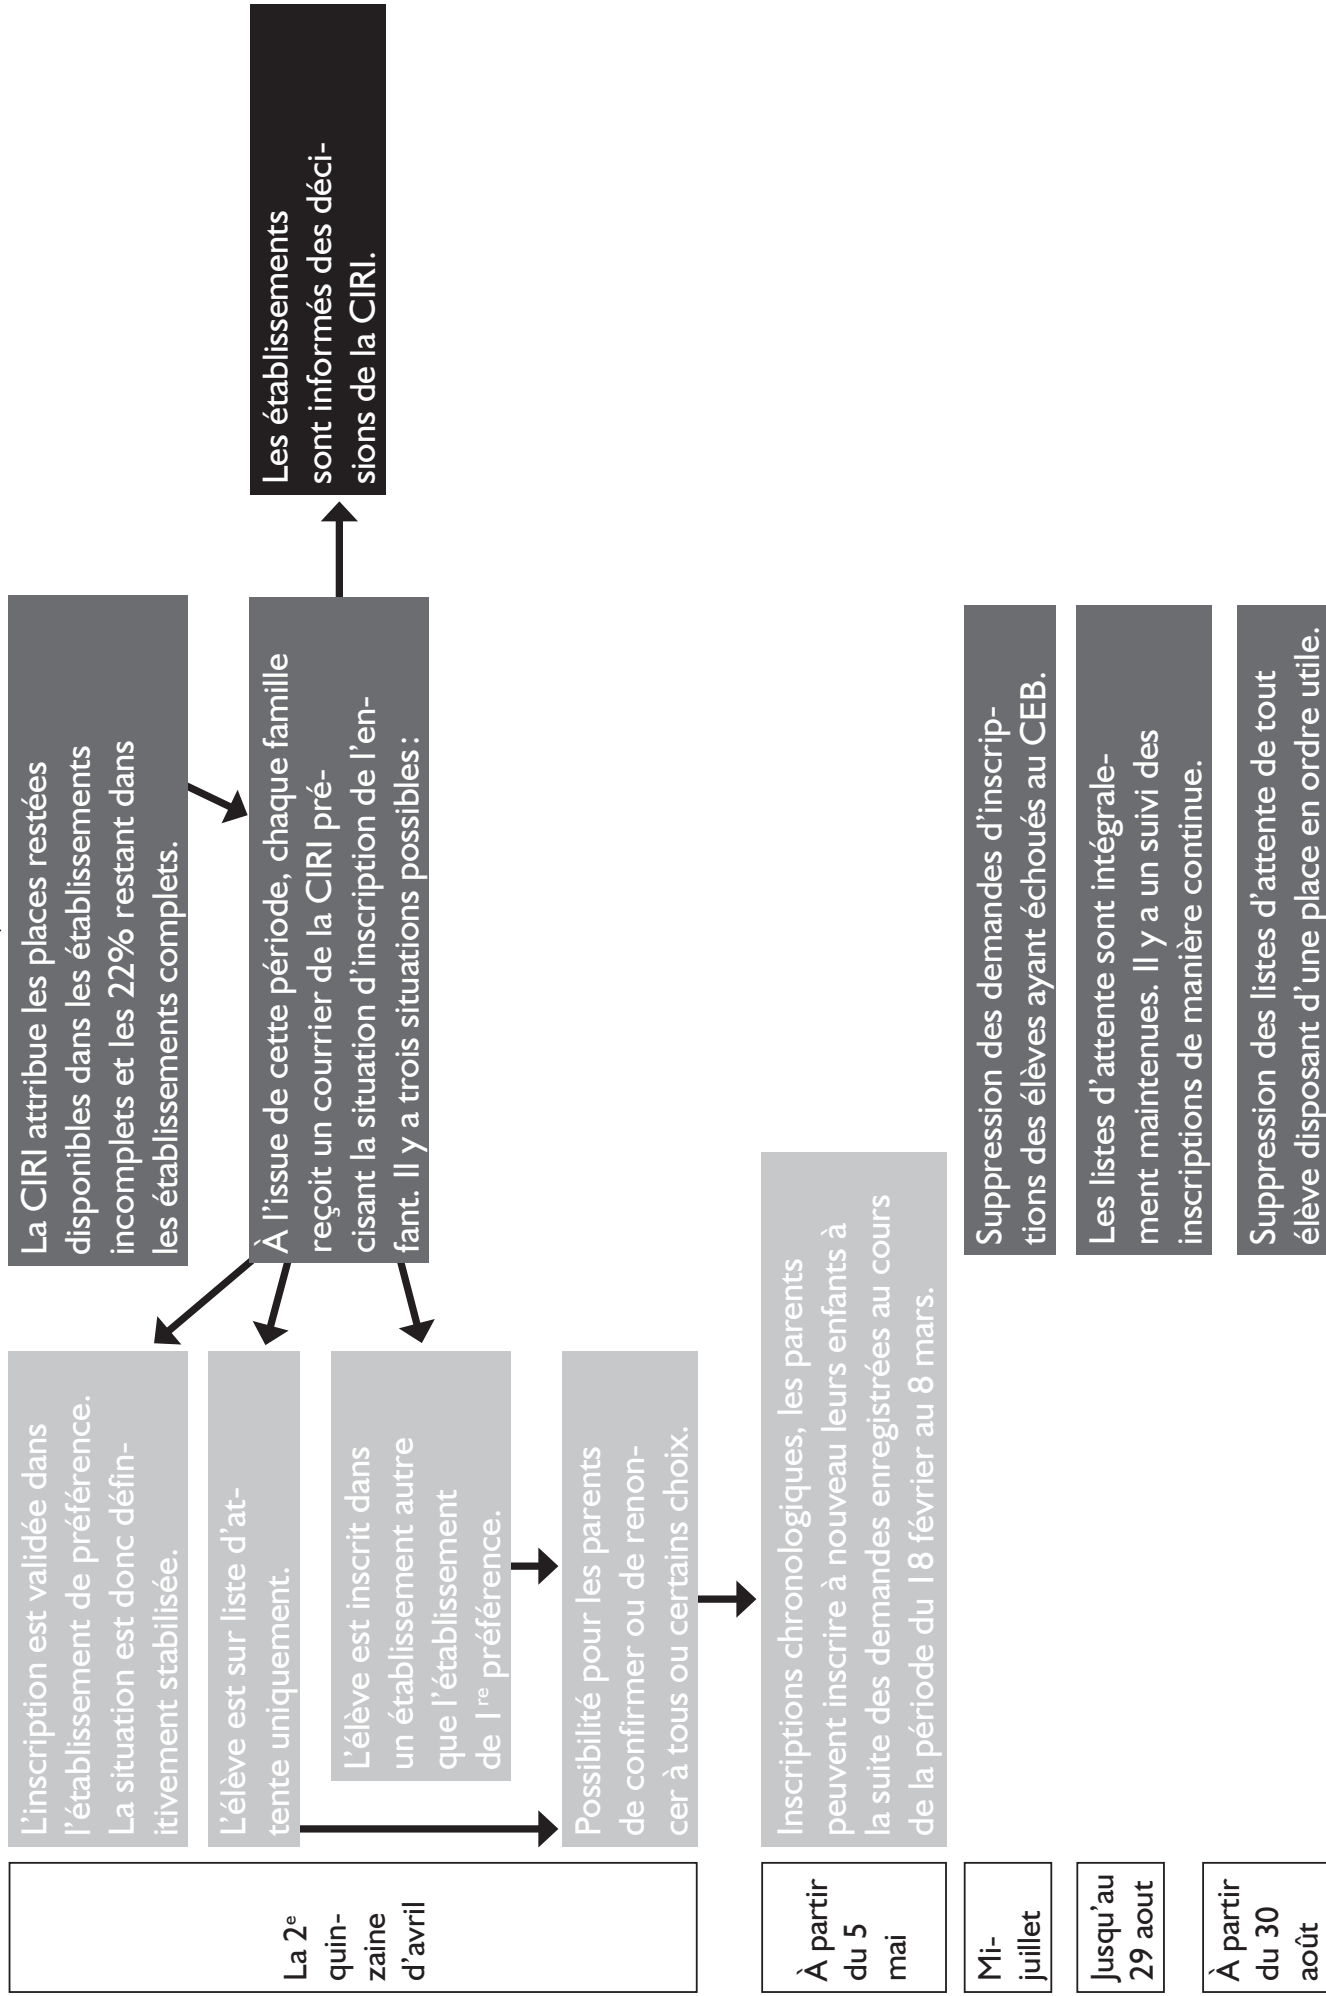 La 2e
quin-
zaine
d'avril
L'inscription est validée dans
l'établissement de préférence.
La situation est donc défin-
itivement stabilisée.
La CIRI attribue les places restées
disponibles dans les établissements
incomplets et les 22% restant dans
les établissements complets.
L'élève est sur liste d'at-
tente uniquement.
À l'issue de cette période, chaque famille
reçoit un courrier de la CIRI pré-
cisant la situation d'inscription de l'en-
fant. Il y a trois situations possibles :
Les établissements
sont informés des déci-
sions de la CIRI.
L'élève est inscrit dans
un établissement autre
que l'établissement
de 1re préférence.
Possibilité pour les parents
de confirmer ou de renon-
cer à tous ou certains choix.
À partir
du 5
mai
Inscriptions chronologiques, les parents
peuvent inscrire à nouveau leurs enfants à
la suite des demandes enregistrées au cours
de la période du 18 février au 8 mars.
Mi-
juillet
Suppression des demandes d'inscrip-
tions des élèves ayant échoués au CEB.
Jusqu'au
29 aout
Les listes d'attente sont intégrale-
ment maintenues. Il y a un suivi des
inscriptions de manière continue.
À partir
du 30
août
Suppression des listes d'attente de tout
élève disposant d'une place en ordre utile.